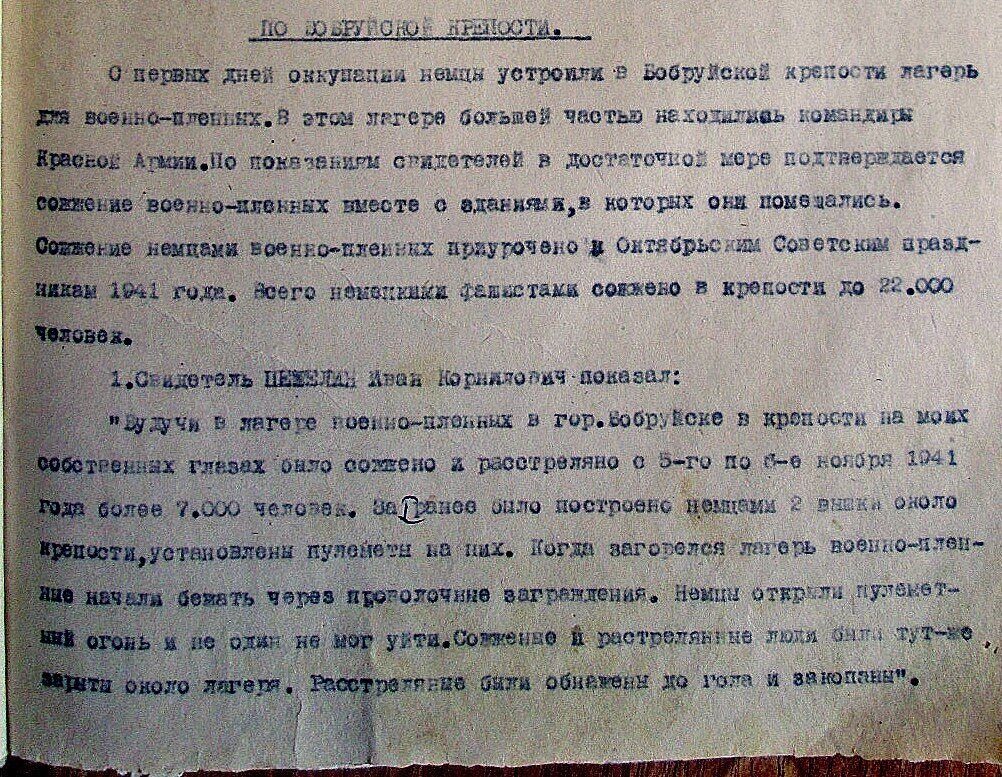 ПО БОБРУЙСКОЙ КРЕПОСТИ.
С первых дней оккупации немцы устроили в Бобруйской крепости лагерь
для военно-пленных.В этом лагере большей частью находились командиры
Красной Армии.По показаниям свидетелей в достаточной мере подтверждается
сожжение военно-пленных вместе с зданиями,в которых они помещались.
Сожжение немцами военно-пленных приурочено к Октябрьским Советским празд-
никам 1941 года. Всего немецкими фашистами сожжено в крепости до 22.000
человек.
1.Свидетель Иван Корнилович показал:
"Будучи в лагере военно-пленных в гор.Бобруйске в крепости на моих
собственных глазах было сожжено и расстреляно с 5-го по 6-е ноября 1941
года более 7.000 человек. Заранее было построено немцами 2 вышки около
крепости,установлены пулеметы на них. Когда загорелся лагерь военно-плен-
ные начали бежать через проволочные заграждения. Немцы открыли пулемет-
ный огонь и не один не мог уйти.Сожженные и растрелянные люди были тут-же
зарыты около лагеря. Расстреляные были обнажены до гола и закопаны".